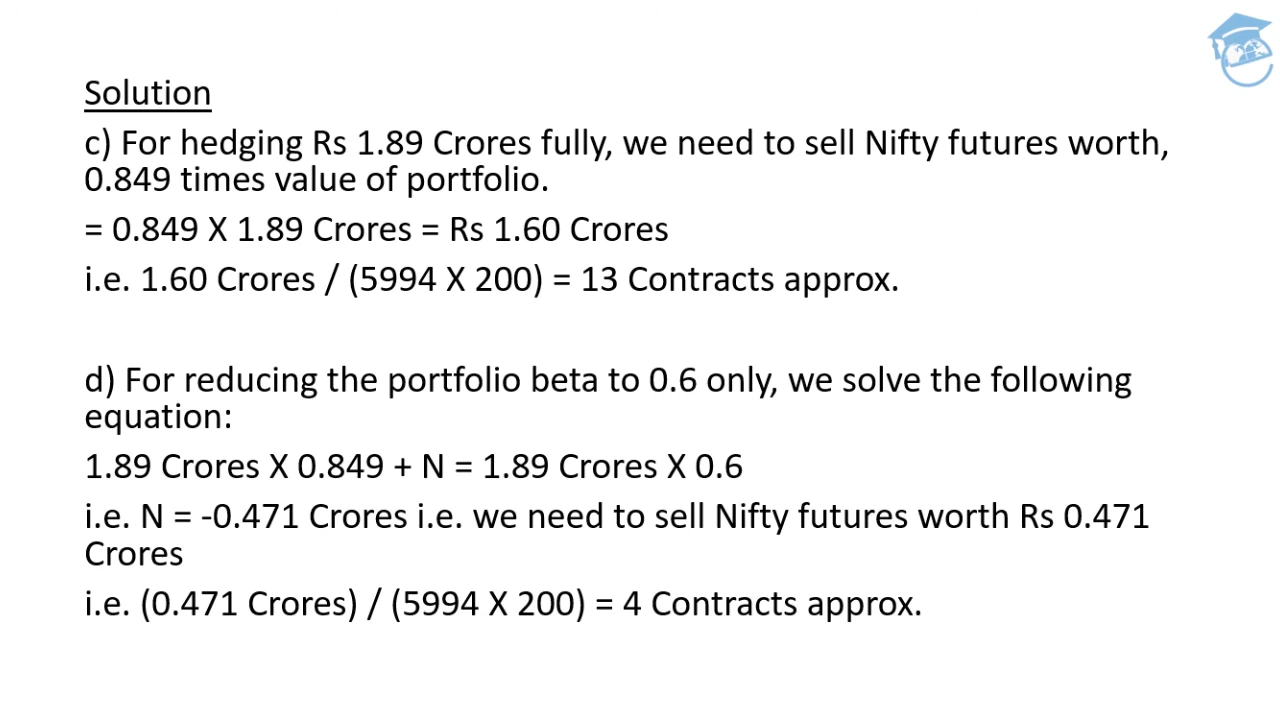 Solution
c) For hedging Rs 1.89 Crores fully, we need to sell Nifty futures worth,
0.849 times value of portfolio.
= 0.849 X 1.89 Crores = Rs 1.60 Crores
i.e. 1.60 Crores / (5994 X 200) = 13 Contracts approx.
d) For reducing the portfolio beta to 0.6 only, we solve the following
equation:
1.89 Crores X 0.849 + N = 1.89 Crores X 0.6
i.e. N = -0.471 Crores i.e. we need to sell Nifty futures worth Rs 0.471
Crores
i.e. (0.471 Crores) / (5994 X 200) = 4 Contracts approx.